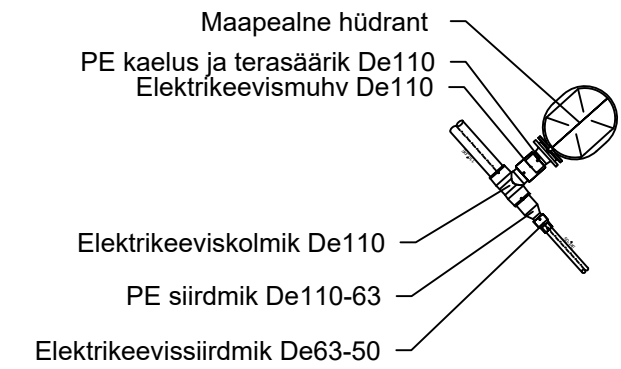 Maapealne hüdrant
PE kaelus ja terasäärik De110
Elektrikeevismuhv De110
Elektrikeeviskolmik De110
PE siirdmik De110-63
Elektrikeevissiirdmik De63-50